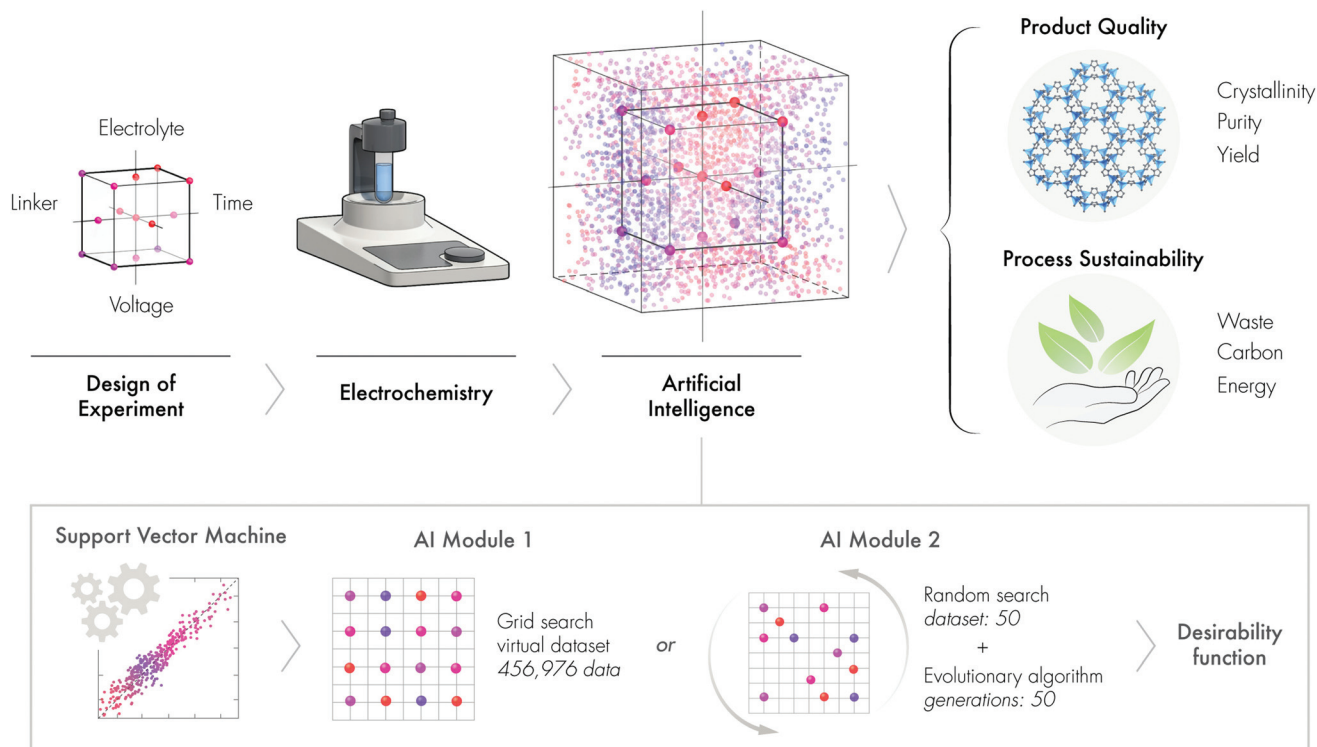 Electrolyte
Linker
Time
Voltage
Design of
Experiment
Electrochemistry
Artificial
Intelligence
Product Quality
Crystallinity
Purity
Yield
Process Sustainability
Waste
Carbon
Energy
Support Vector Machine
AI Module 1
Grid search
virtual dataset
456,976 data
or
AI Module 2
Random search
dataset: 50
+
Evolutionary algorithm
generations: 50
Desirability
function